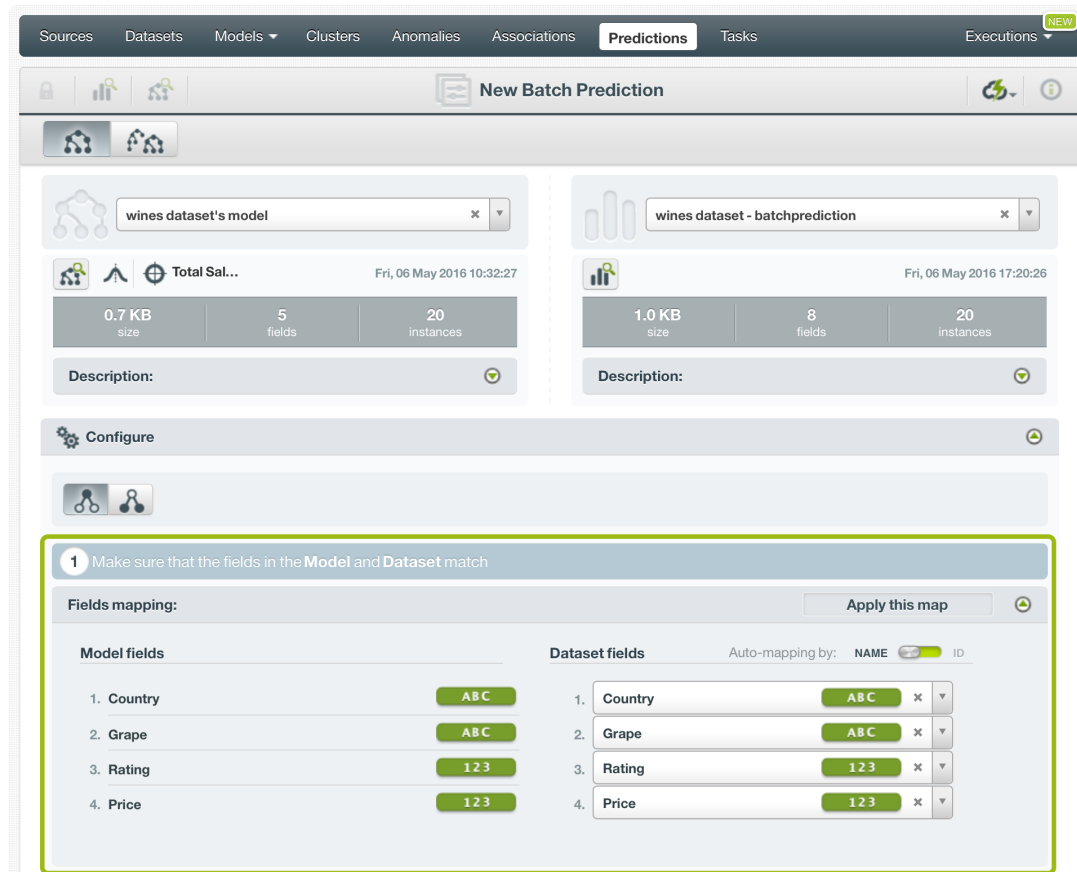 NEW
Sources Datasets Models Clusters Anomalies Associations Predictions Tasks Executions
New Batch Prediction
wines dataset's model
wines dataset - batchprediction
Total Sal... Fri, 06 May 2016 10:32:27
Fri, 06 May 2016 17:20:26
0.7 KB 5 20
size fields instances
1.0 KB 8 20
size fields instances
Description:
Description:
Configure
1 Make sure that the fields in the Model and Dataset match
Fields mapping: Apply this map
Model fields
Dataset fields Auto-mapping by: NAME ID
1. Country ABC 1. Country ABC
2. Grape ABC 2. Grape ABC
3. Rating 123 3. Rating 123
4. Price 123 4. Price 123